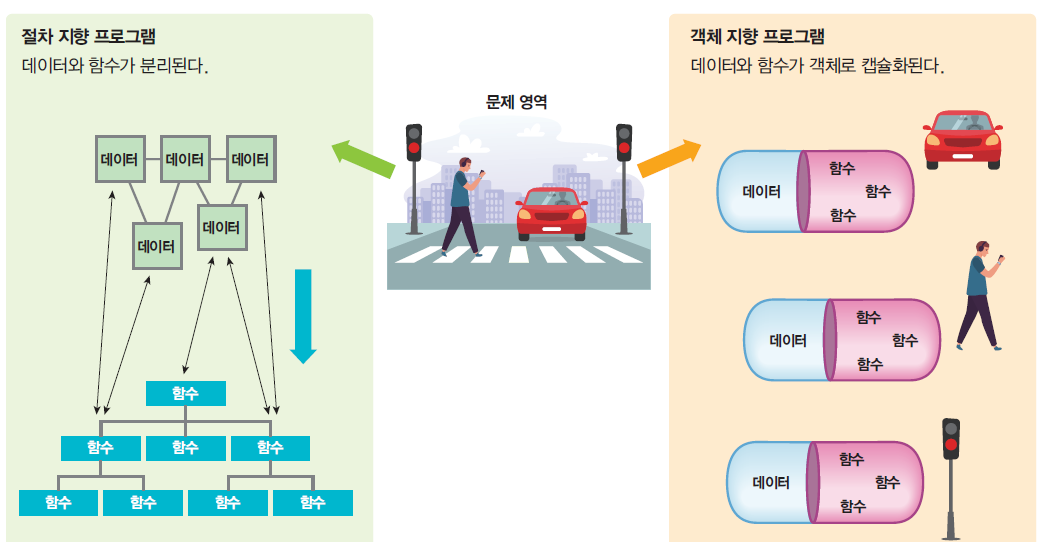 절차 지향 프로그램
데이터와 함수가 분리된다.
데이터 데이터 데이터
데이터
데이터
함수
함수 함수 함수
함수 함수 함수 함수
문제 영역
객체 지향 프로그램
데이터와 함수가 객체로 캡슐화된다.
함수
데이터 함수
함수
함수
데이터 함수
함수
함수
데이터 함수
함수